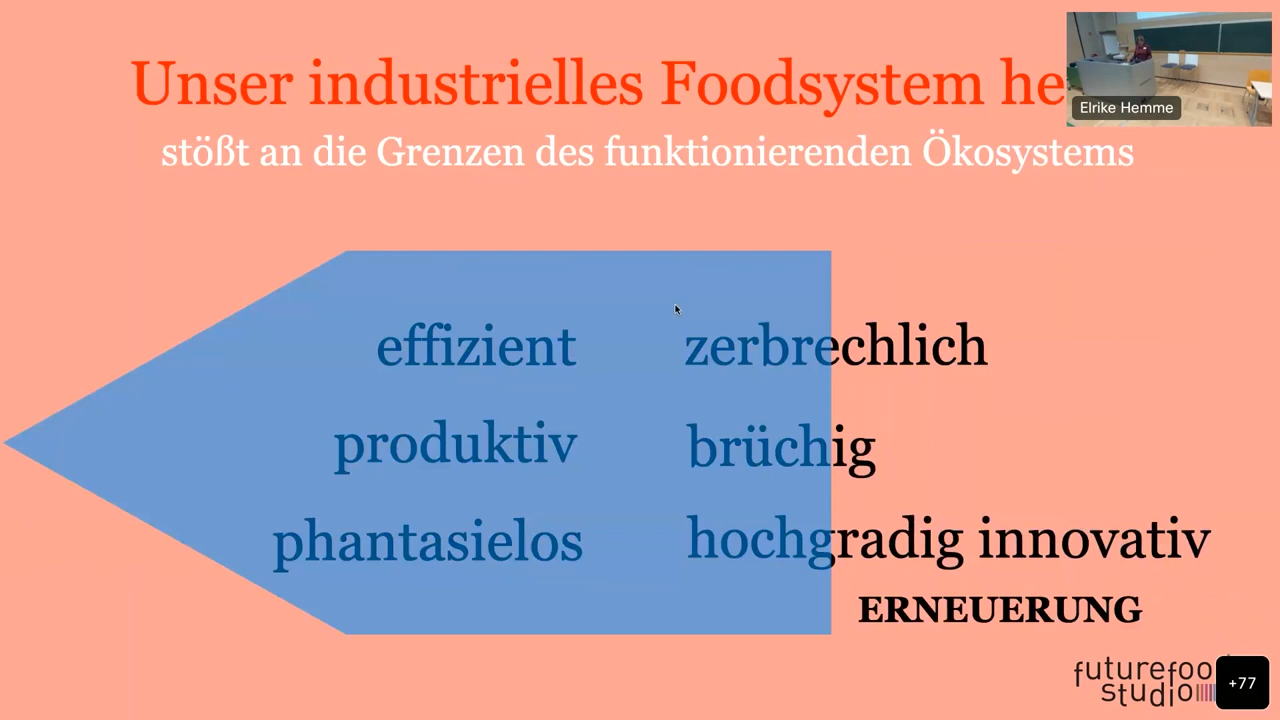 Unser industrielles Foodsystem he
Elrike Hemme
stößt an die Grenzen des funktionierenden Ökosystems
effizient zerbrechlich
produktiv brüchig
phantasielos hochgradig innovativ
ERNEUERUNG
futurefoo
studio
+77